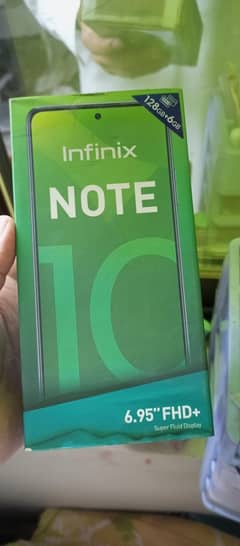 128GB+6GB
Infinix
NOTE
10
6.95" FHD+
Super Fluid Display